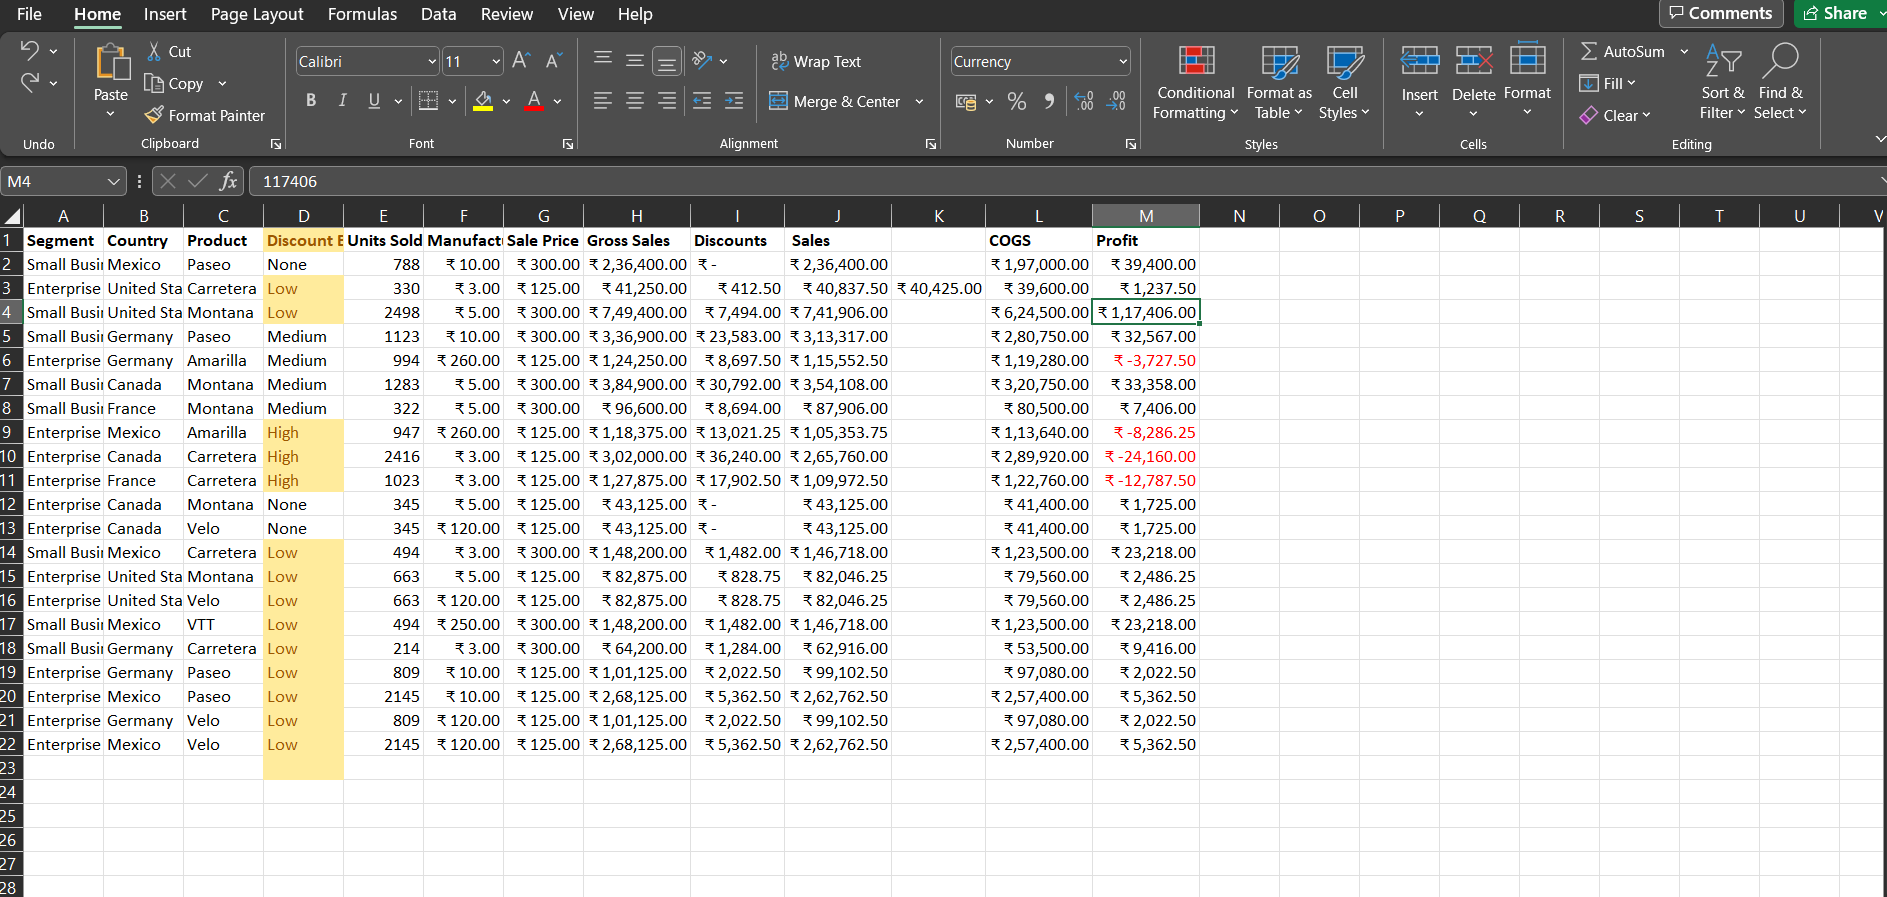 File Home Insert Page Layout Formulas Data Review View Help Comments Share
Cut
Calibri 11 A A Wrap Text Currency AutoSum
Copy Fill
Paste Conditional Formatting Format as Table Cell Styles Insert Delete Format Sort & Filter Find & Select
B I U A Merge & Center % 9 .00 .00
Format Painter Clear
Undo Clipboard Font Alignment Number Styles Cells Editing
M4 fx 117406
A B C D E F G H I J K L M N O P Q R S T U V
1 Segment Country Product Discount B Units Sold Manufact Sale Price Gross Sales Discounts Sales COGS Profit
2 Small Busi Mexico Paseo None 788 ₹ 10.00 ₹ 300.00 ₹ 2,36,400.00 ₹ - ₹ 2,36,400.00 ₹ 1,97,000.00 ₹ 39,400.00
3 Enterprise United Sta Carretera Low 330 ₹ 3.00 ₹ 125.00 ₹ 41,250.00 ₹ 412.50 ₹ 40,837.50 ₹ 40,425.00 ₹ 39,600.00 ₹ 1,237.50
4 Small Busi United Sta Montana Low 2498 ₹ 5.00 ₹ 300.00 ₹ 7,49,400.00 ₹ 7,494.00 ₹ 7,41,906.00 ₹ 6,24,500.00 ₹ 1,17,406.00
5 Small Busi Germany Paseo Medium 1123 ₹ 10.00 ₹ 300.00 ₹ 3,36,900.00 ₹ 23,583.00 ₹ 3,13,317.00 ₹ 2,80,750.00 ₹ 32,567.00
6 Enterprise Germany Amarilla Medium 994 ₹ 260.00 ₹ 125.00 ₹ 1,24,250.00 ₹ 8,697.50 ₹ 1,15,552.50 ₹ 1,19,280.00 ₹ -3,727.50
7 Small Busi Canada Montana Medium 1283 ₹ 5.00 ₹ 300.00 ₹ 3,84,900.00 ₹ 30,792.00 ₹ 3,54,108.00 ₹ 3,20,750.00 ₹ 33,358.00
8 Small Busi France Montana Medium 322 ₹ 5.00 ₹ 300.00 ₹ 96,600.00 ₹ 8,694.00 ₹ 87,906.00 ₹ 80,500.00 ₹ 7,406.00
9 Enterprise Mexico Amarilla High 947 ₹ 260.00 ₹ 125.00 ₹ 1,18,375.00 ₹ 13,021.25 ₹ 1,05,353.75 ₹ 1,13,640.00 ₹ -8,286.25
10 Enterprise Canada Carretera High 2416 ₹ 3.00 ₹ 125.00 ₹ 3,02,000.00 ₹ 36,240.00 ₹ 2,65,760.00 ₹ 2,89,920.00 ₹ -24,160.00
11 Enterprise France Carretera High 1023 ₹ 3.00 ₹ 125.00 ₹ 1,27,875.00 ₹ 17,902.50 ₹ 1,09,972.50 ₹ 1,22,760.00 ₹ -12,787.50
12 Enterprise Canada Montana None 345 ₹ 5.00 ₹ 125.00 ₹ 43,125.00 ₹ - ₹ 43,125.00 ₹ 41,400.00 ₹ 1,725.00
13 Enterprise Canada Velo None 345 ₹ 120.00 ₹ 125.00 ₹ 43,125.00 ₹ - ₹ 43,125.00 ₹ 41,400.00 ₹ 1,725.00
14 Small Busi Mexico Carretera Low 494 ₹ 3.00 ₹ 300.00 ₹ 1,48,200.00 ₹ 1,482.00 ₹ 1,46,718.00 ₹ 1,23,500.00 ₹ 23,218.00
15 Enterprise United Sta Montana Low 663 ₹ 5.00 ₹ 125.00 ₹ 82,875.00 ₹ 828.75 ₹ 82,046.25 ₹ 79,560.00 ₹ 2,486.25
16 Enterprise United Sta Velo Low 663 ₹ 120.00 ₹ 125.00 ₹ 82,875.00 ₹ 828.75 ₹ 82,046.25 ₹ 79,560.00 ₹ 2,486.25
17 Small Busi Mexico VTT Low 494 ₹ 250.00 ₹ 300.00 ₹ 1,48,200.00 ₹ 1,482.00 ₹ 1,46,718.00 ₹ 1,23,500.00 ₹ 23,218.00
18 Small Busi Germany Carretera Low 214 ₹ 3.00 ₹ 300.00 ₹ 64,200.00 ₹ 1,284.00 ₹ 62,916.00 ₹ 53,500.00 ₹ 9,416.00
19 Enterprise Germany Paseo Low 809 ₹ 10.00 ₹ 125.00 ₹ 1,01,125.00 ₹ 2,022.50 ₹ 99,102.50 ₹ 97,080.00 ₹ 2,022.50
20 Enterprise Mexico Paseo Low 2145 ₹ 10.00 ₹ 125.00 ₹ 2,68,125.00 ₹ 5,362.50 ₹ 2,62,762.50 ₹ 2,57,400.00 ₹ 5,362.50
21 Enterprise Germany Velo Low 809 ₹ 120.00 ₹ 125.00 ₹ 1,01,125.00 ₹ 2,022.50 ₹ 99,102.50 ₹ 97,080.00 ₹ 2,022.50
22 Enterprise Mexico Velo Low 2145 ₹ 120.00 ₹ 125.00 ₹ 2,68,125.00 ₹ 5,362.50 ₹ 2,62,762.50 ₹ 2,57,400.00 ₹ 5,362.50
23
24
25
26
27
28